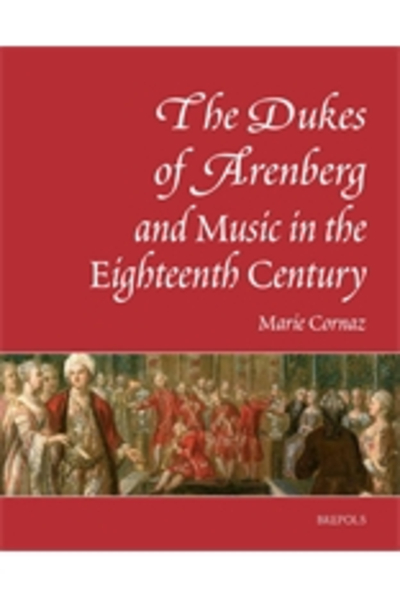 The Dukes
of Arenberg
and Music in the
Eighteenth Century
Marie Cornaz
BREPOLS